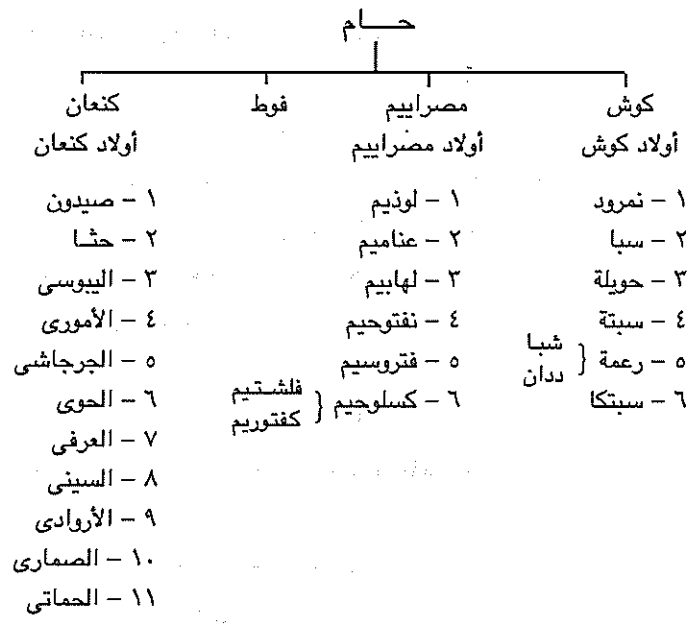 حـــام
كوش مصراييم فوط كنعان
أولاد كوش أولاد مصراييم أولاد كنعان
١ – نمرود ١ – لوذيم ١ – صيدون
٢ – سبا ٢ – عناميم ٢ – حثـا
٣ – حويلة ٣ – لهابيم ٣ – اليبوسى
٤ – سبتة ٤ – نفتوحيم ٤ – الأمورى
٥ – رعمة { شبا ددان ٥ – فتروسيم ٥ – الجرجاشى
٦ – سبتكا ٦ – كسلوحيم { فلشـتيم كفتوريم ٦ – الحوى
٧ – العرفى
٨ – السينى
٩ – الأروادى
١٠ – الصمارى
١١ – الحماتى